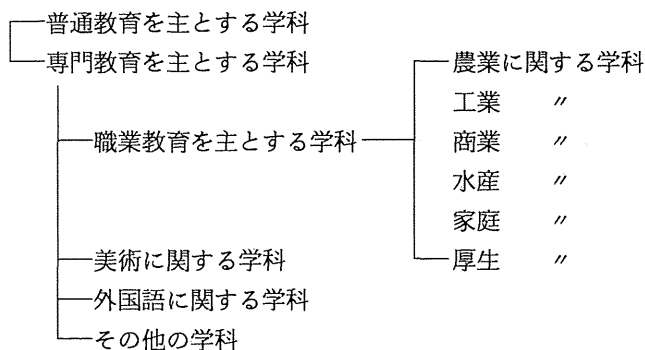 普通教育を主とする学科
専門教育を主とする学科
職業教育を主とする学科
農業に関する学科
工業 〃
商業 〃
水産 〃
家庭 〃
厚生 〃
美術に関する学科
外国語に関する学科
その他の学科